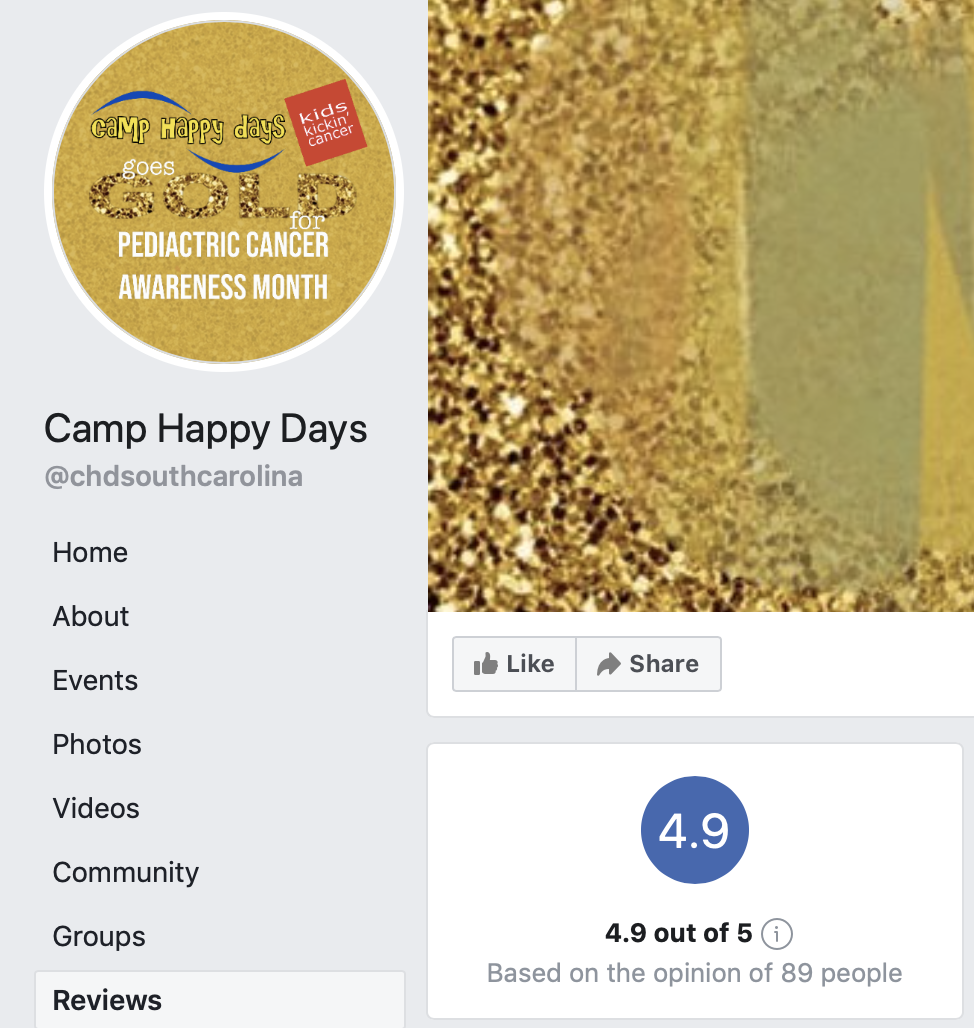 camp Happy days
kids
kickin'
cancer
goes
GOLD
for
PEDIACTRIC CANCER
AWARENESS MONTH
Camp Happy Days
@chdsouthcarolina
Home
About
Events
Photos
Videos
Community
Groups
Reviews
Like
Share
4.9
4.9 out of 5
Based on the opinion of 89 people